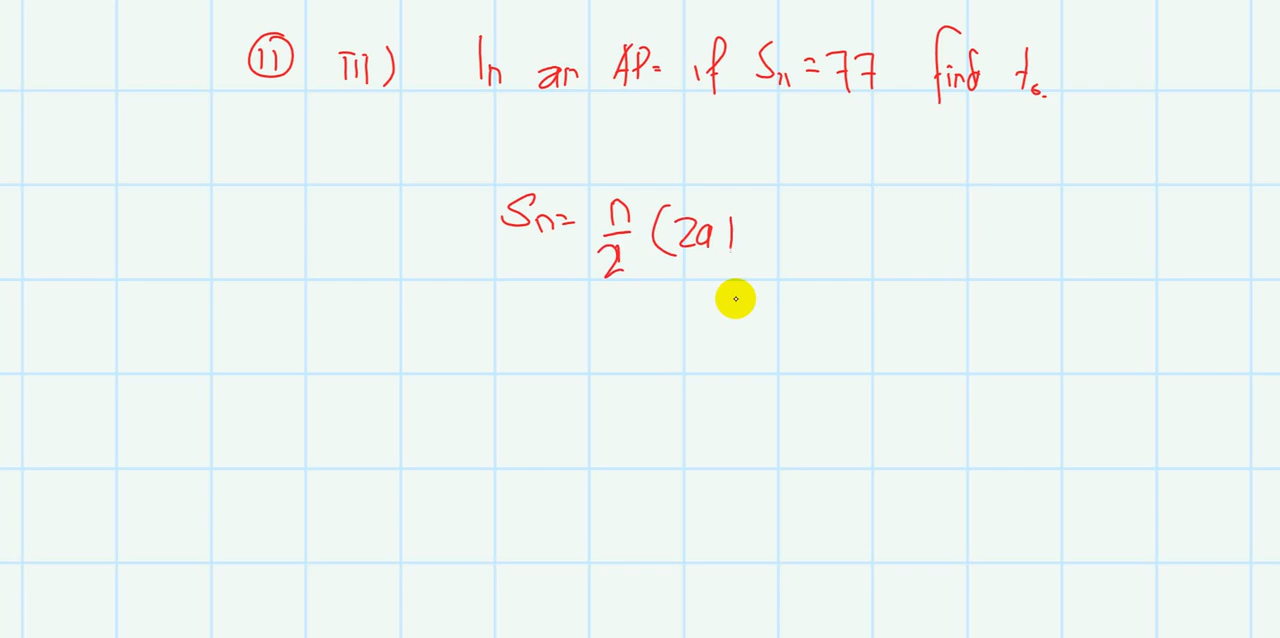 (11) III) In an AP. if S11 = 77 find t6.
Sn = n/2 (2a